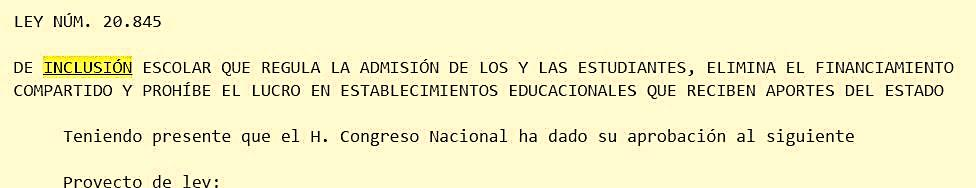 LEY NÚM. 20.845
DE INCLUSIÓN ESCOLAR QUE REGULA LA ADMISIÓN DE LOS Y LAS ESTUDIANTES, ELIMINA EL FINANCIAMIENTO
COMPARTIDO Y PROHÍBE EL LUCRO EN ESTABLECIMIENTOS EDUCACIONALES QUE RECIBEN APORTES DEL ESTADO
Teniendo presente que el H. Congreso Nacional ha dado su aprobación al siguiente
Proyecto de ley: